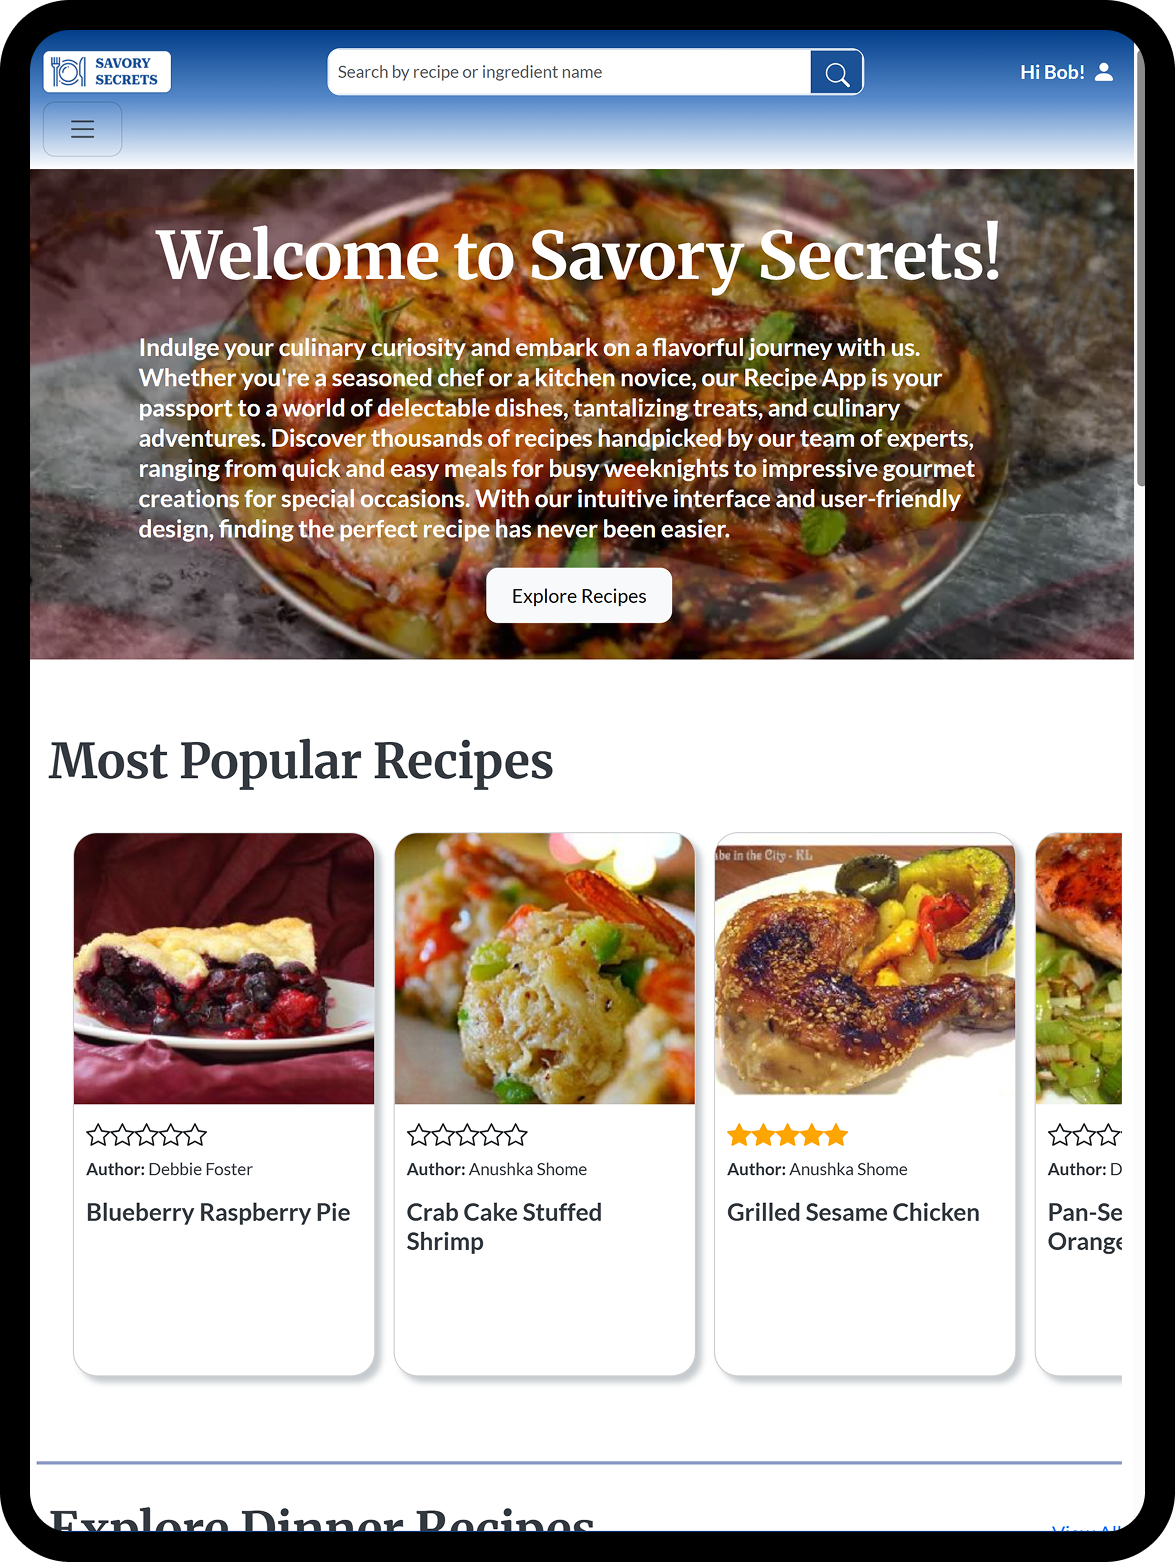 SAVORY
SECRETS
Search by recipe or ingredient name
Hi Bob!
Welcome to Savory Secrets!
Indulge your culinary curiosity and embark on a flavorful journey with us.
Whether you're a seasoned chef or a kitchen novice, our Recipe App is your
passport to a world of delectable dishes, tantalizing treats, and culinary
adventures. Discover thousands of recipes handpicked by our team of experts,
ranging from quick and easy meals for busy weeknights to impressive gourmet
creations for special occasions. With our intuitive interface and user-friendly
design, finding the perfect recipe has never been easier.
Explore Recipes
Most Popular Recipes
in the City - KL
Author: Debbie Foster
Blueberry Raspberry Pie
Author: Anushka Shome
Crab Cake Stuffed
Shrimp
Author: Anushka Shome
Grilled Sesame Chicken
Author: D
Pan-Se
Orange
Explore Dinner Recipes
View All